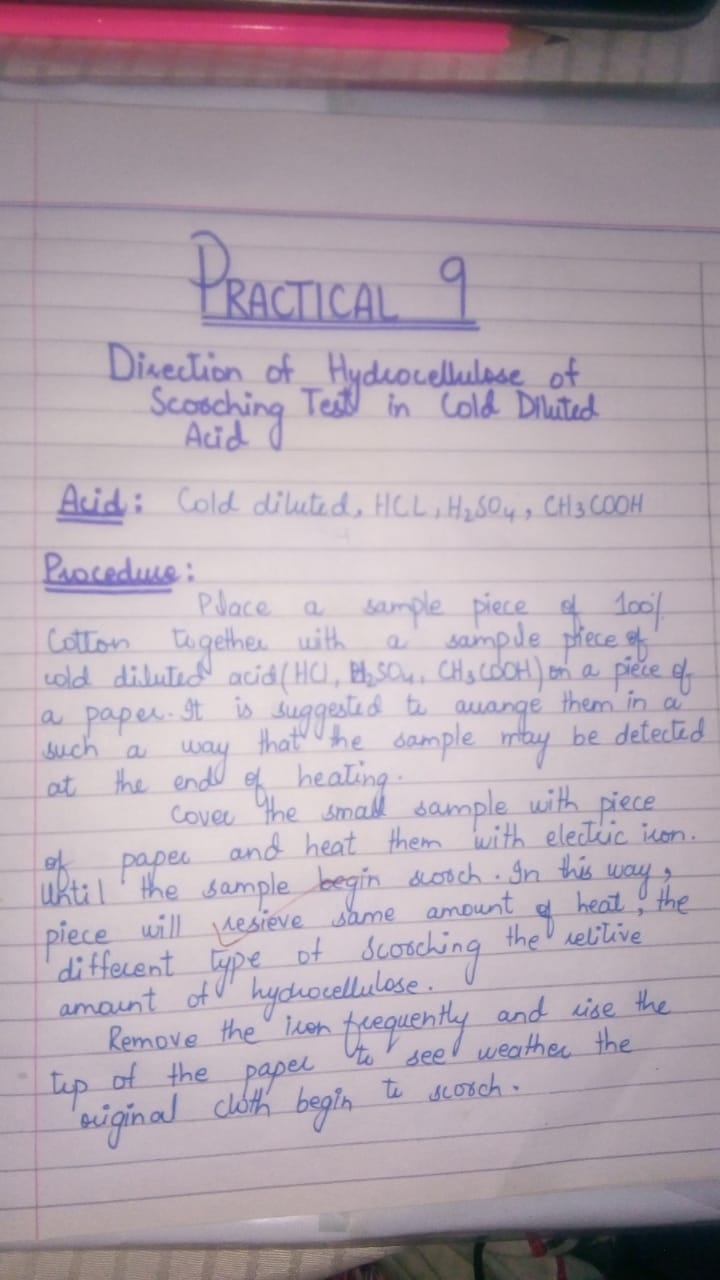 PRACTICAL 9
Direction of Hydrocellulose of
Scorching Test in Cold Diluted
Acid
Acid: Cold diluted, HCL, H₂SO₄, CH₃COOH
Procedure:
Place a sample piece of 100%
Cotton together with a sample piece of
cold diluted acid (HCl, H₂SO₄, CH₃COOH) on a piece of
a paper. It is suggested to arrange them in a
such a way that the sample may be detected
at the end of heating.
Cover the small sample with piece
of paper and heat them with electric iron.
Until the sample begin scorch. In this way,
piece will resieve same amount of heat, the
different type of scorching the relitive
amount of hydrocellulose.
Remove the iron frequently and rise the
tip of the paper to see weather the
original cloth begin to scorch.